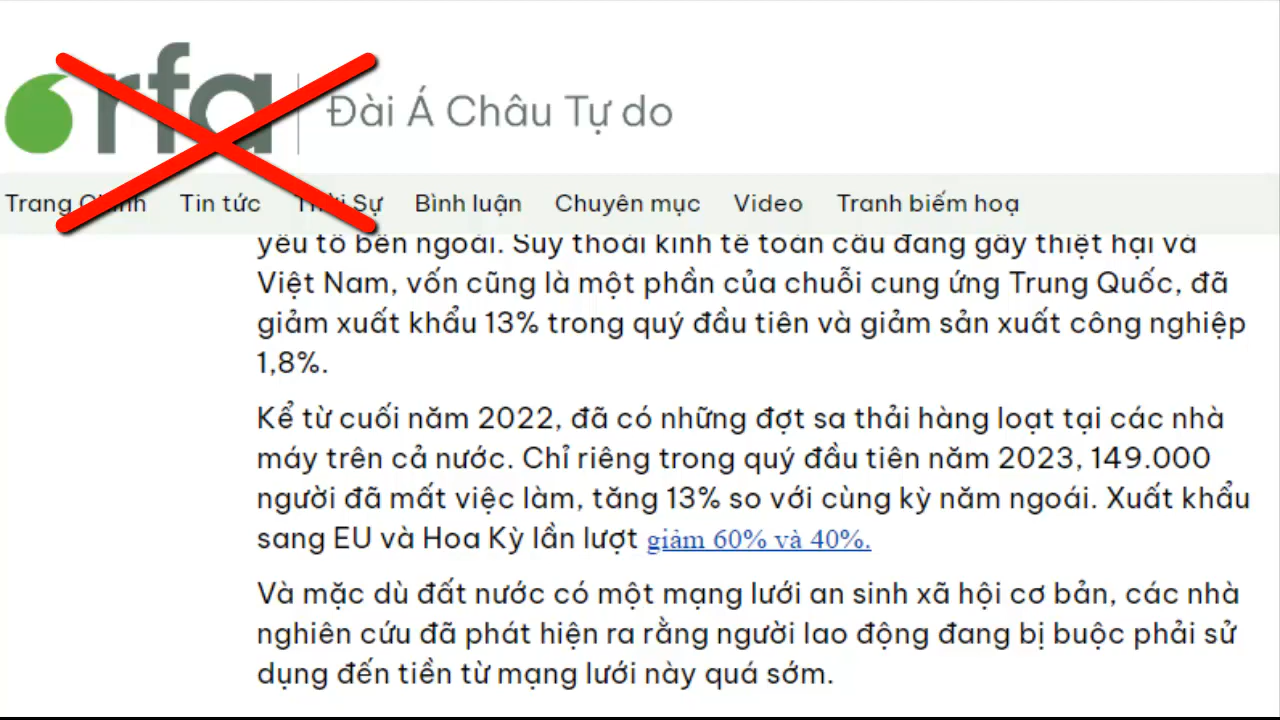 rfa
Đài Á Châu Tự do
Trang Chính Tin tức Thời Sự Bình luận Chuyên mục Video Tranh biếm hoạ
yếu tố bên ngoài. Suy thoái kinh tế toàn cầu đang gây thiệt hại và
Việt Nam, vốn cũng là một phần của chuỗi cung ứng Trung Quốc, đã
giảm xuất khẩu 13% trong quý đầu tiên và giảm sản xuất công nghiệp
1,8%.
Kể từ cuối năm 2022, đã có những đợt sa thải hàng loạt tại các nhà
máy trên cả nước. Chỉ riêng trong quý đầu tiên năm 2023, 149.000
người đã mất việc làm, tăng 13% so với cùng kỳ năm ngoái. Xuất khẩu
sang EU và Hoa Kỳ lần lượt giảm 60% và 40%.
Và mặc dù đất nước có một mạng lưới an sinh xã hội cơ bản, các nhà
nghiên cứu đã phát hiện ra rằng người lao động đang bị buộc phải sử
dụng đến tiền từ mạng lưới này quá sớm.